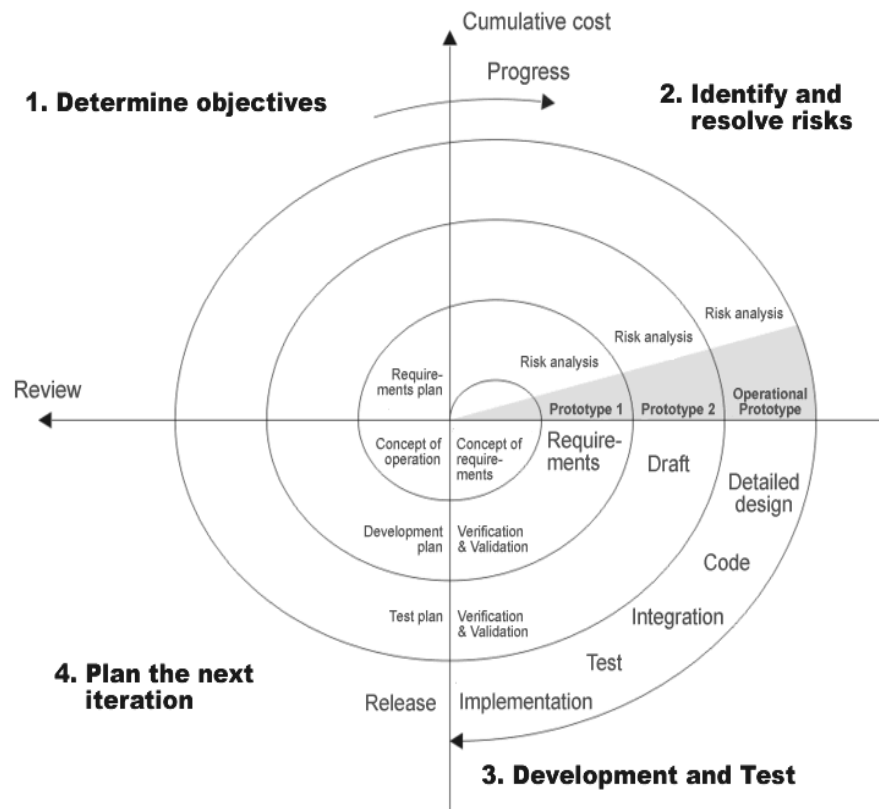 Cumulative cost
Progress
1. Determine objectives
2. Identify and
resolve risks
Risk analysis
Risk analysis
Risk analysis
Require-
ments plan
Review
Prototype 1
Prototype 2
Operational
Prototype
Concept of
operation
Concept of
require-
ments
Require-
ments
Draft
Detailed
design
Development
plan
Verification
& Validation
Code
Test plan
Verification
& Validation
Integration
Test
4. Plan the next
iteration
Release
Implementation
3. Development and Test